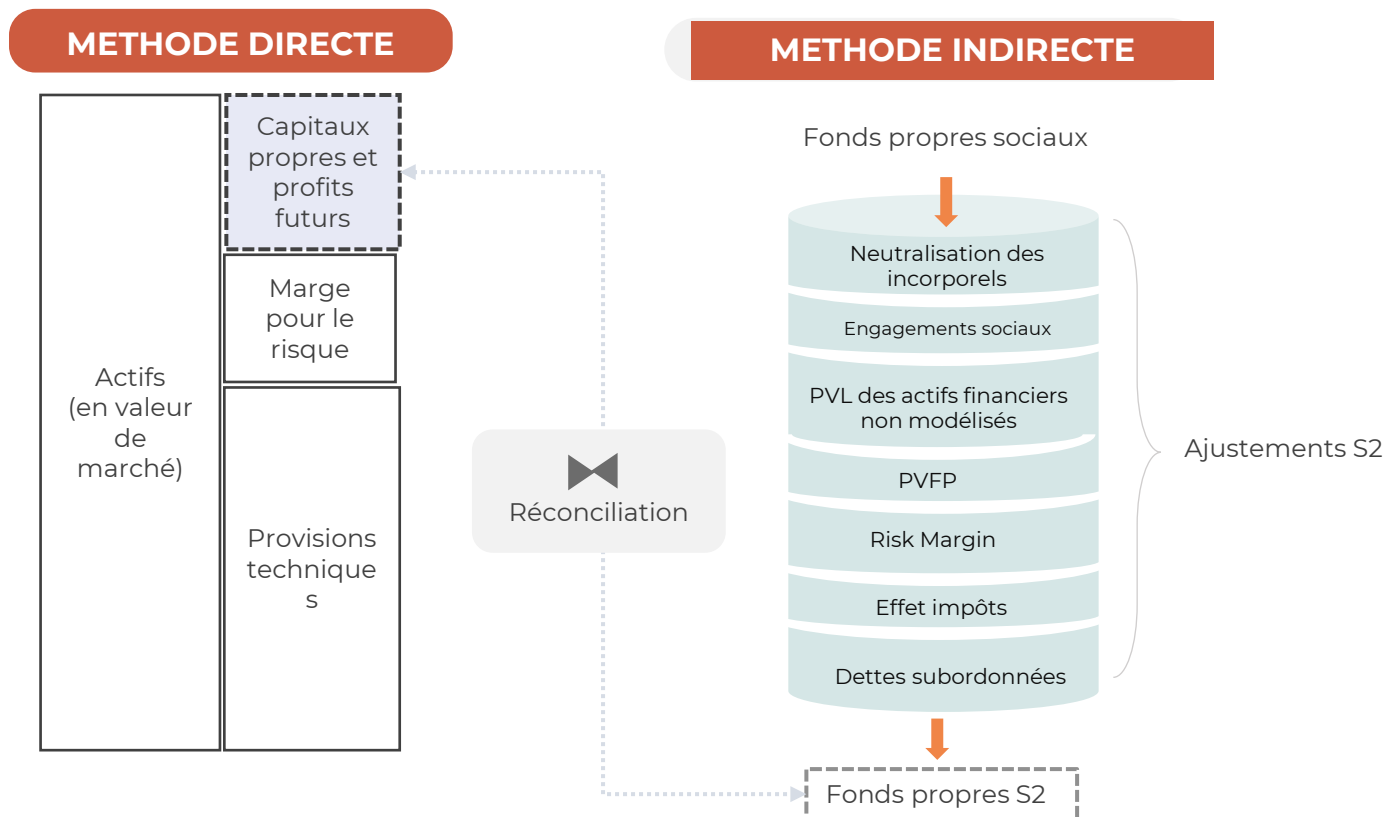 METHODE DIRECTE
Actifs
(en valeur
de
marché)
Capitaux
propres et
profits
futurs
Marge
pour le
risque
Provisions
technique
s
Réconciliation
METHODE INDIRECTE
Fonds propres sociaux
Neutralisation des
incorporels
Engagements sociaux
PVL des actifs financiers
non modélisés
PVFP
Risk Margin
Effet impôts
Dettes subordonnées
Ajustements S2
Fonds propres S2